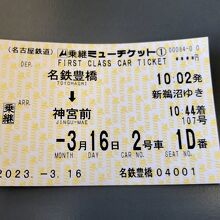 (名古屋鉄道) 乗継ミューチケット① 00084-00
FIRST CLASS CAR TICKET
DEP.
名鉄豊橋 10:02発
TOYOHASHI
新鵜沼ゆき
乗継
神宮前 10.44着
JINGU-MAE 107号
-3月16日 2号車 1D番
MONTH DAY CAR NO. SEAT
2023.-3.16 名鉄豊橋 04001